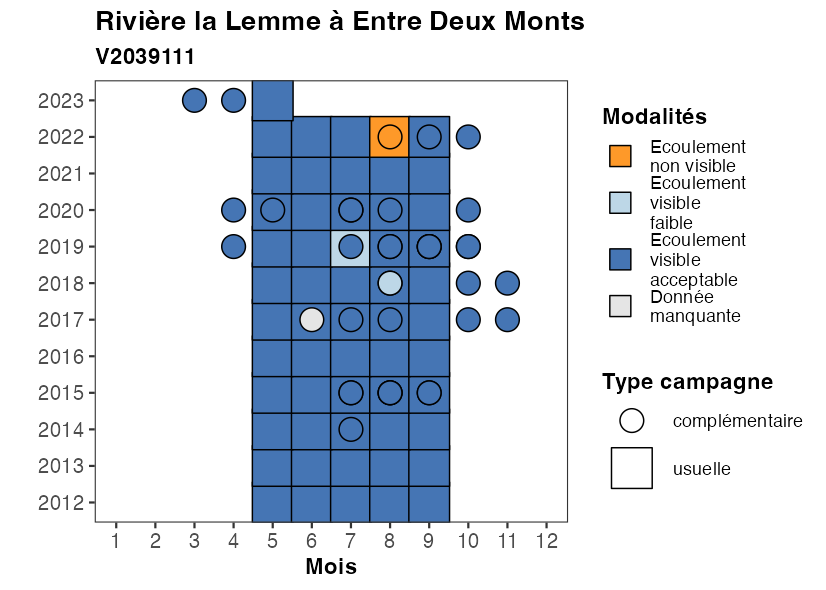 Rivière la Lemme à Entre Deux Monts
V2039111
2023
2022
2021
2020
2019
2018
2017
2016
2015
2014
2013
2012
1 2 3 4 5 6 7 8 9 10 11 12
Mois
Modalités
Ecoulement
non visible
Ecoulement
visible
faible
Ecoulement
visible
acceptable
Donnée
manquante
Type campagne
complémentaire
usuelle